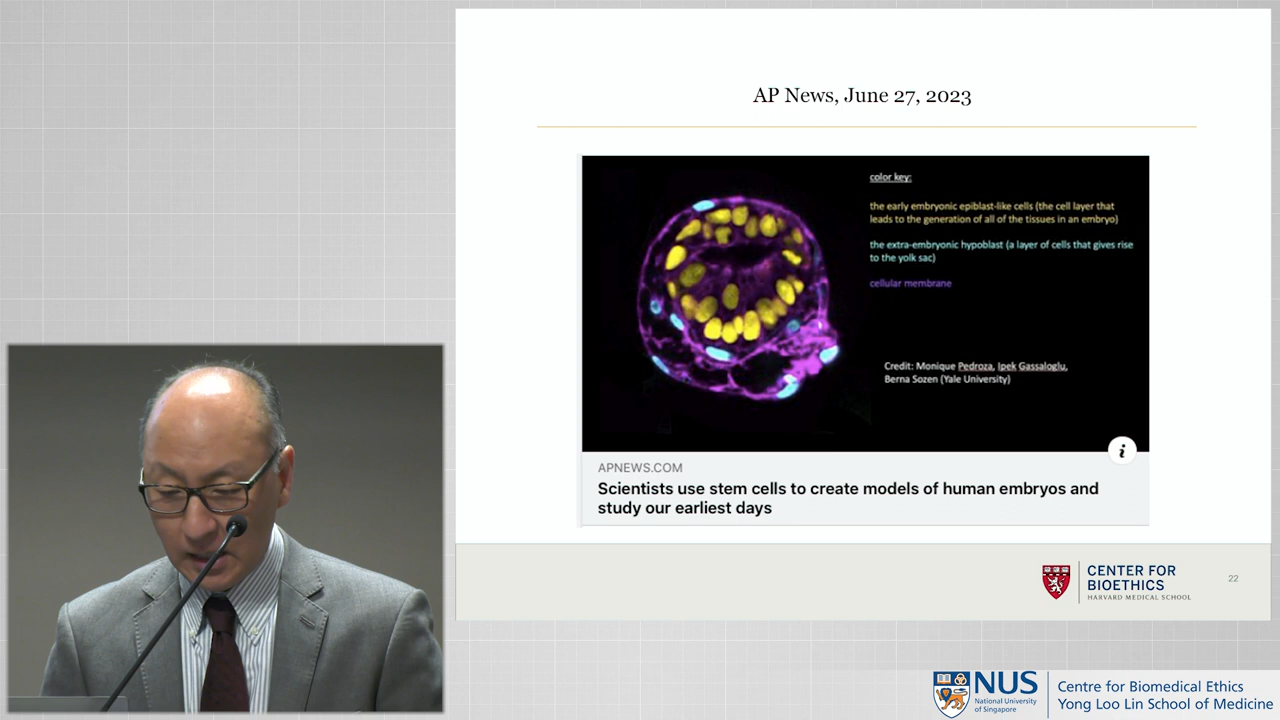 AP News, June 27, 2023
color key:
the early embryonic epiblast-like cells (the cell layer that
leads to the generation of all of the tissues in an embryo)
the extra-embryonic hypoblast (a layer of cells that gives rise
to the yolk sac)
cellular membrane
Credit: Monique Pedroza, Ipek Gassaloglu,
Berna Sozen (Yale University)
i
APNEWS.COM
Scientists use stem cells to create models of human embryos and
study our earliest days
CENTER FOR
BIOETHICS
HARVARD MEDICAL SCHOOL
22
NUS
National University
of Singapore
Centre for Biomedical Ethics
Yong Loo Lin School of Medicine